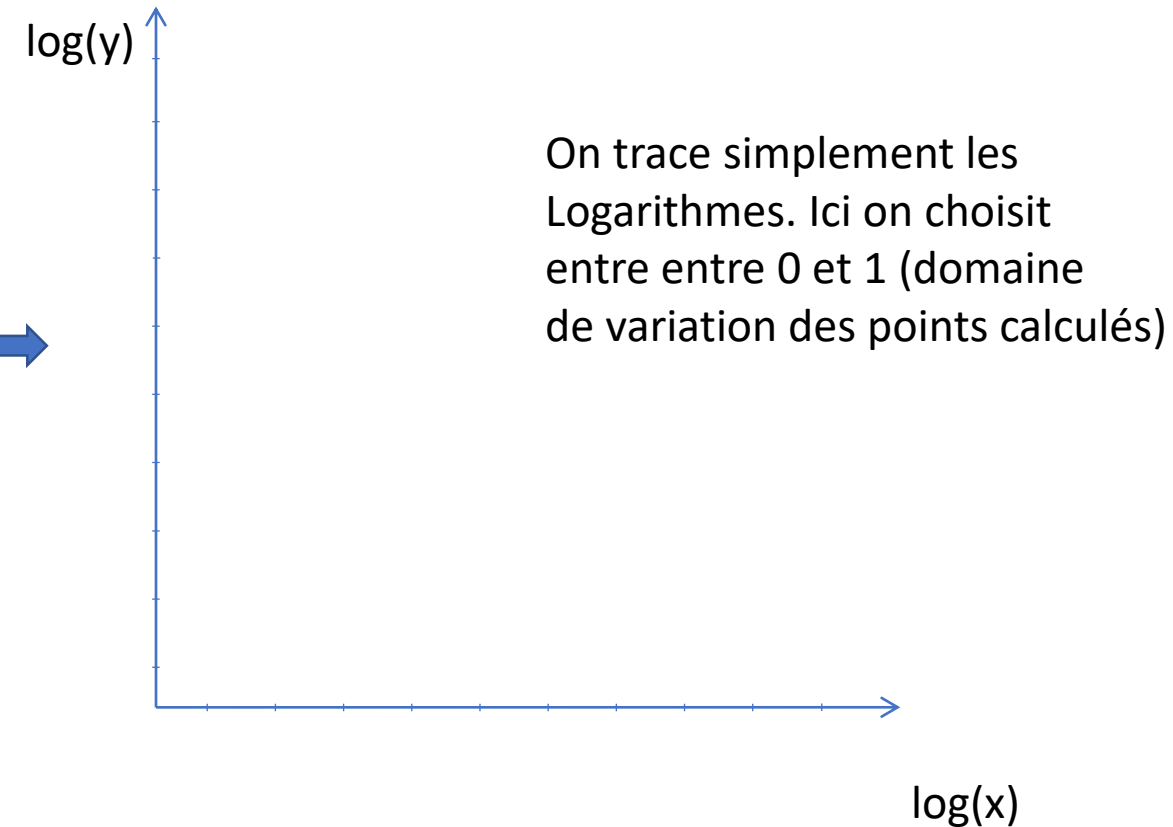 log(y)
On trace simplement les
Logarithmes. Ici on choisit
entre entre 0 et 1 (domaine
de variation des points calculés)
log(x)